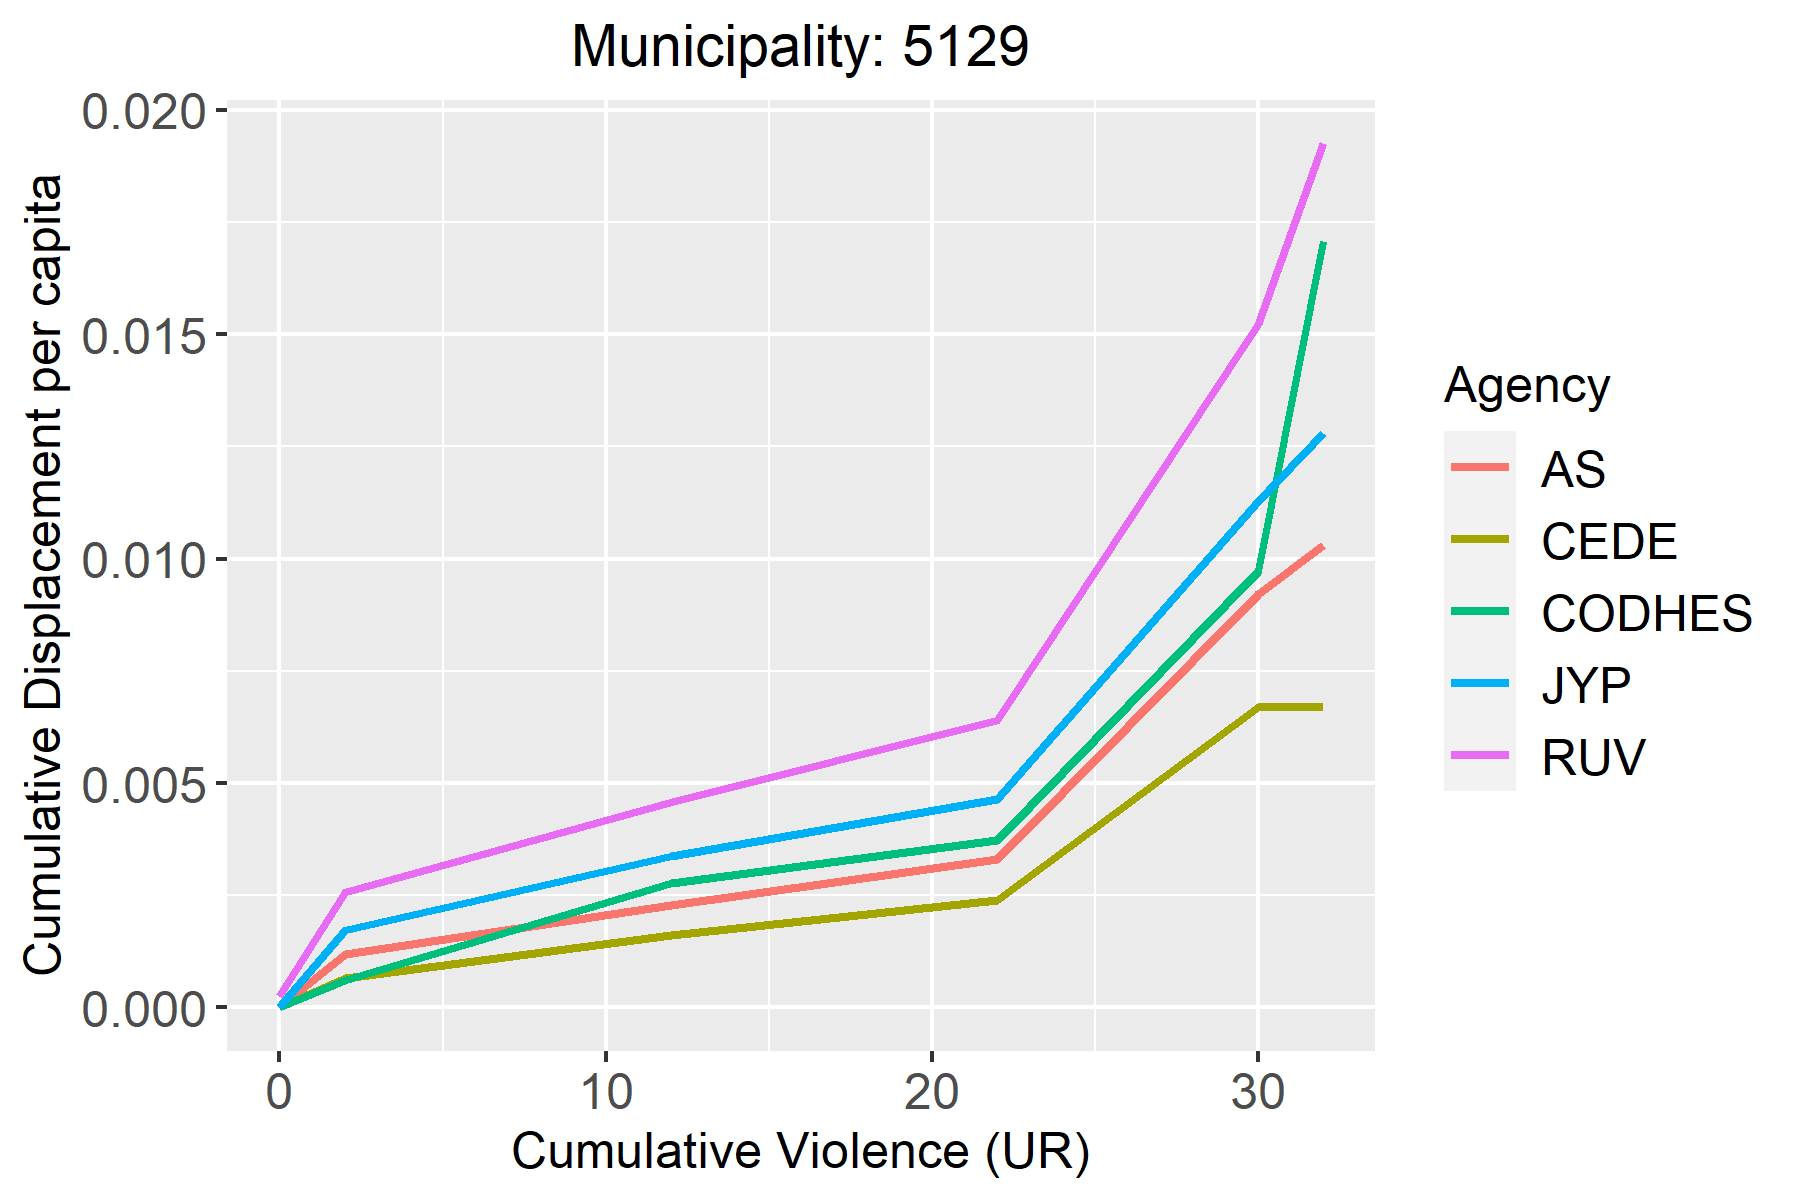 Municipality: 5129
Cumulative Displacement per capita
0.020
0.015
0.010
0.005
0.000
0
10
20
30
Cumulative Violence (UR)
Agency
AS
CEDE
CODHES
JYP
RUV